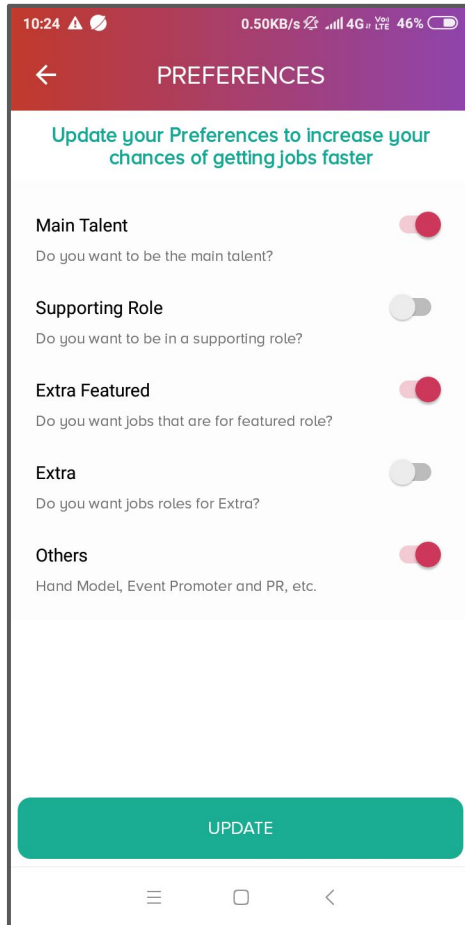 10:24 0.50KB/s 4G Vo) LTE 46%
PREFERENCES
Update your Preferences to increase your
chances of getting jobs faster
Main Talent
Do you want to be the main talent?
Supporting Role
Do you want to be in a supporting role?
Extra Featured
Do you want jobs that are for featured role?
Extra
Do you want jobs roles for Extra?
Others
Hand Model, Event Promoter and PR, etc.
UPDATE